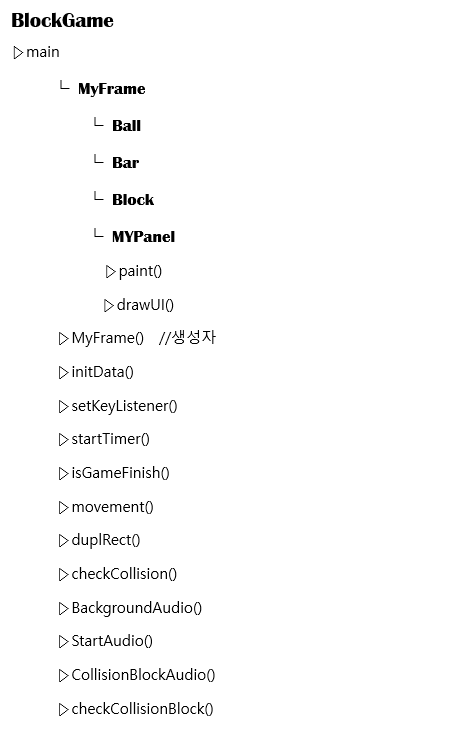 BlockGame
▷main
└ MyFrame
└ Ball
└ Bar
└ Block
└ MYPanel
▷paint()
▷drawUI()
▷MyFrame() //생성자
▷initData()
▷setKeyListener()
▷startTimer()
▷isGameFinish()
▷movement()
▷duplRect()
▷checkCollision()
▷BackgroundAudio()
▷StartAudio()
▷CollisionBlockAudio()
▷checkCollisionBlock()